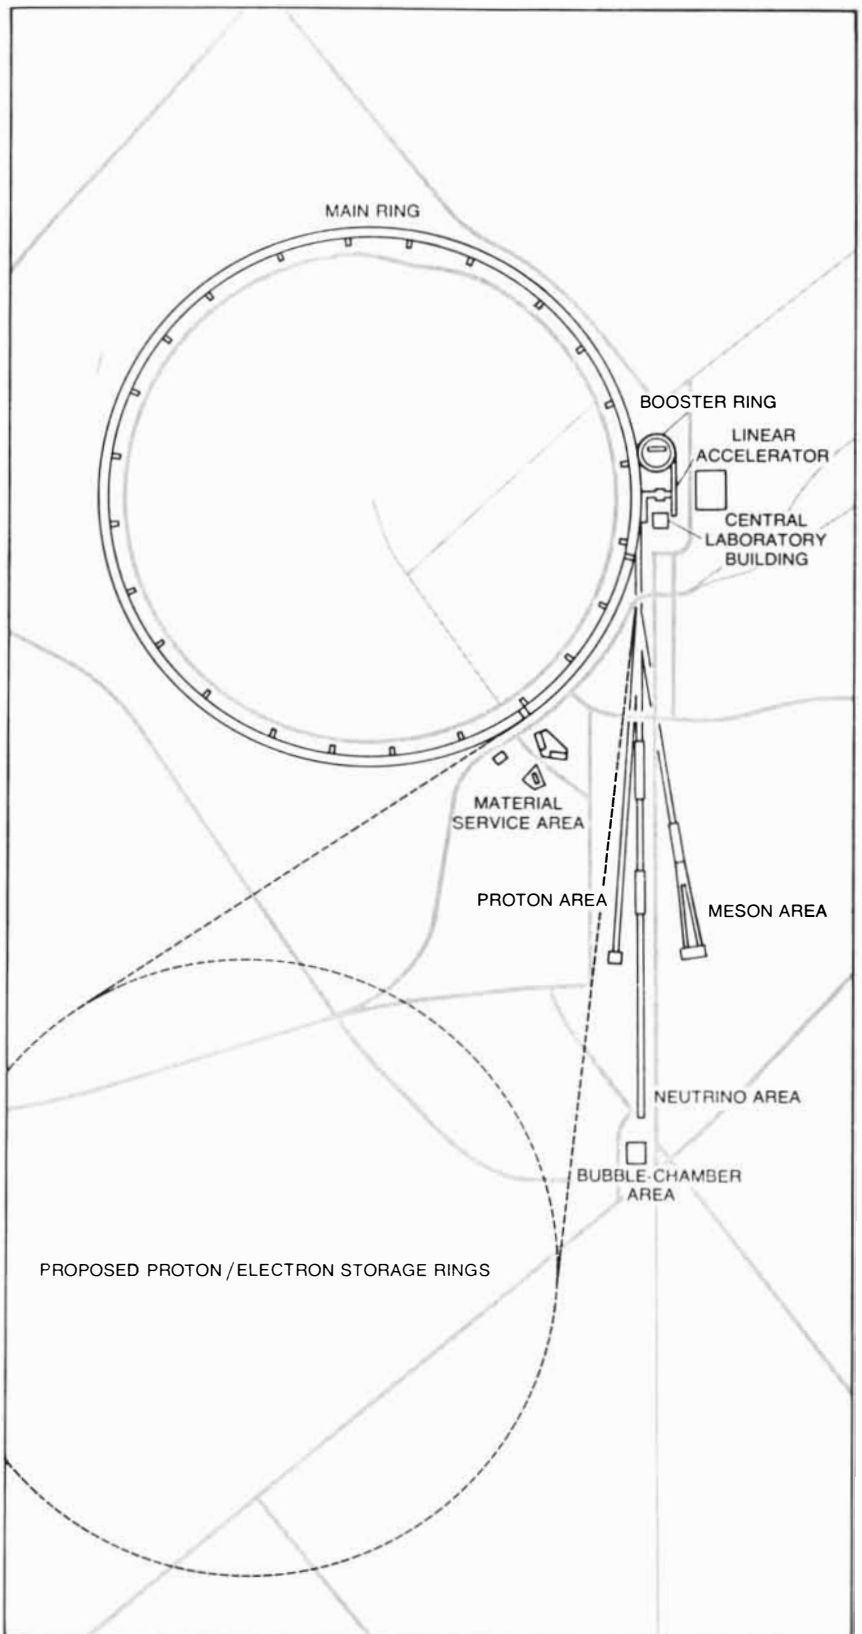 MAIN RING
BOOSTER RING
LINEAR
ACCELERATOR
CENTRAL
LABORATORY
BUILDING
MATERIAL
SERVICE AREA
PROTON AREA
MESON AREA
NEUTRINO AREA
BUBBLE-CHAMBER
AREA
PROPOSED PROTON/ELECTRON STORAGE RINGS